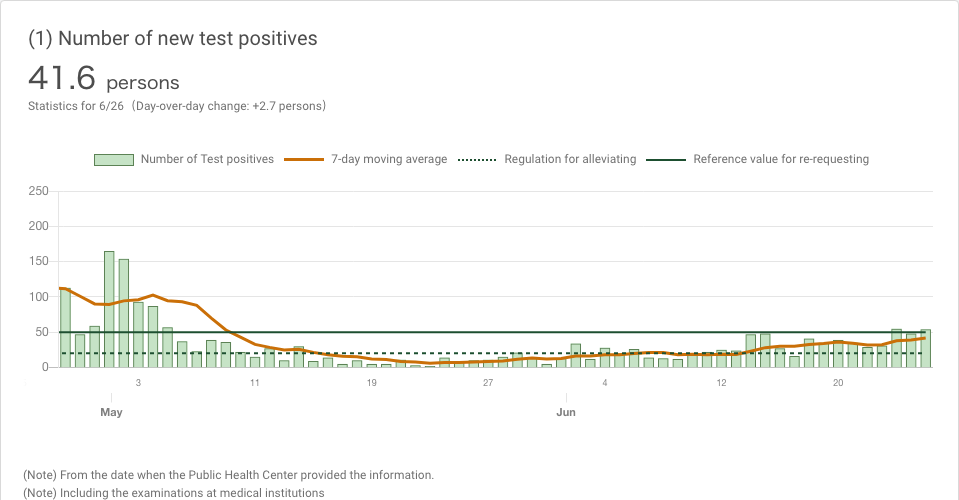 (1) Number of new test positives
41.6 persons
Statistics for 6/26 (Day-over-day change: +2.7 persons)
Number of Test positives 7-day moving average Regulation for alleviating Reference value for re-requesting
250
200
150
100
50
0
3 11 19 27 4 12 20
May Jun
(Note) From the date when the Public Health Center provided the information.
(Note) Including the examinations at medical institutions